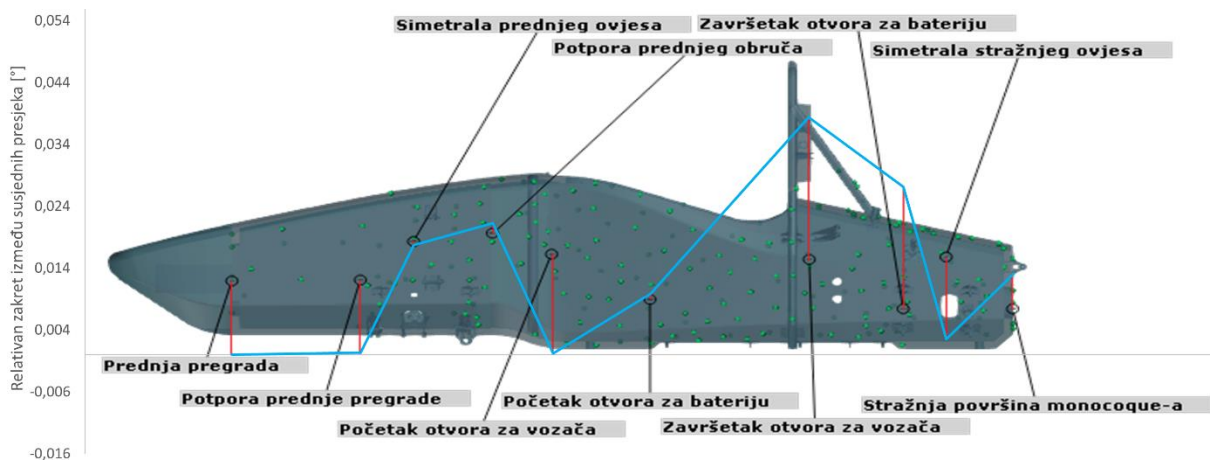 0,054
0,044
0,034
0,024
0,014
0,004
-0,006
-0,016
Relativan zakret između susjednih presjeka [°]
Simetrala prednjeg ovjesa
Završetak otvora za bateriju
Potpora prednjeg obruča
Simetrala stražnjeg ovjesa
Prednja pregrada
Potpora prednje pregrade
Početak otvora za bateriju
Stražnja površina monocoque-a
Početak otvora za vozača
Završetak otvora za vozača